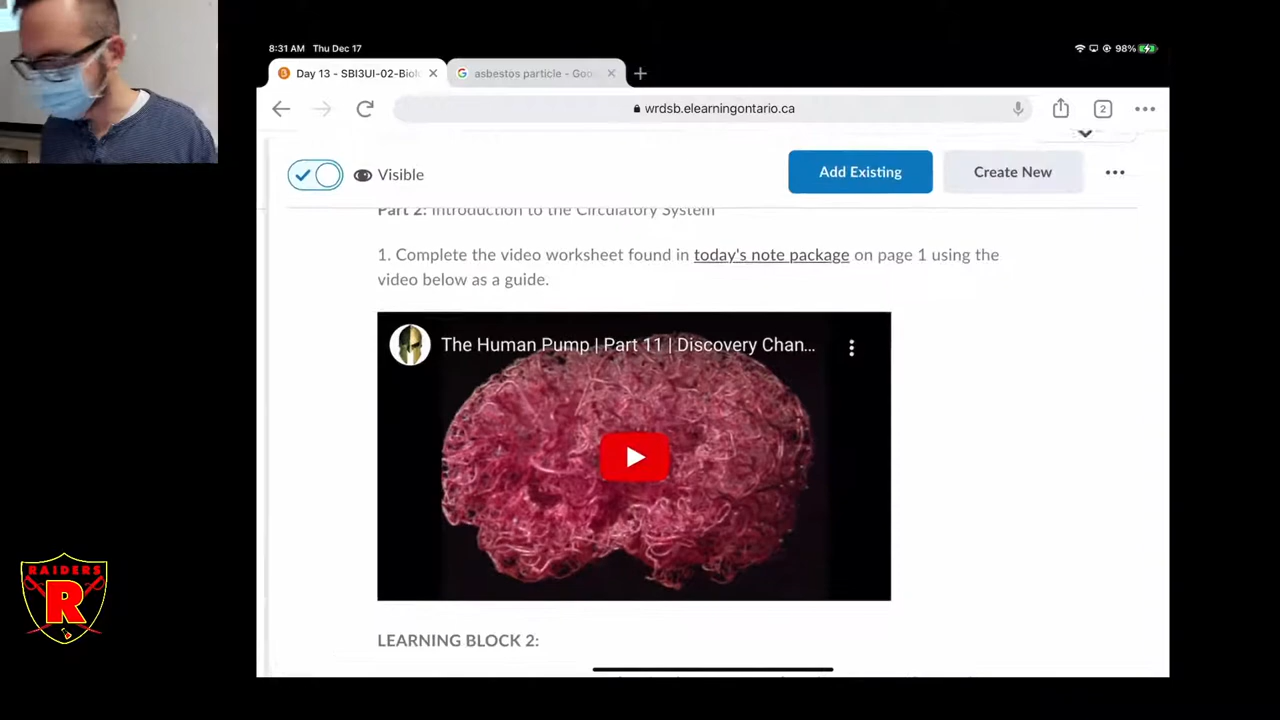 8:31 AM Thu Dec 17
98%
Day 13 - SBI3UI-02-Biol
asbestos particle - Goo
wrdsb.elearningontario.ca
2
Visible
Add Existing
Create New
Part 2: Introduction to the Circulatory System
1. Complete the video worksheet found in today's note package on page 1 using the
video below as a guide.
The Human Pump | Part 11 | Discovery Chan...
LEARNING BLOCK 2:
RAIDERS
R